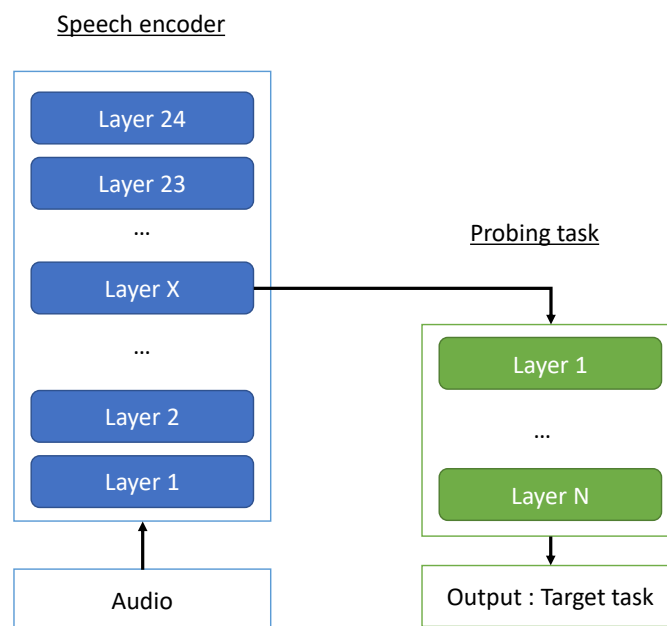 Speech encoder
Layer 24
Layer 23
...
Layer X
...
Layer 2
Layer 1
Audio
Probing task
Layer 1
...
Layer N
Output : Target task